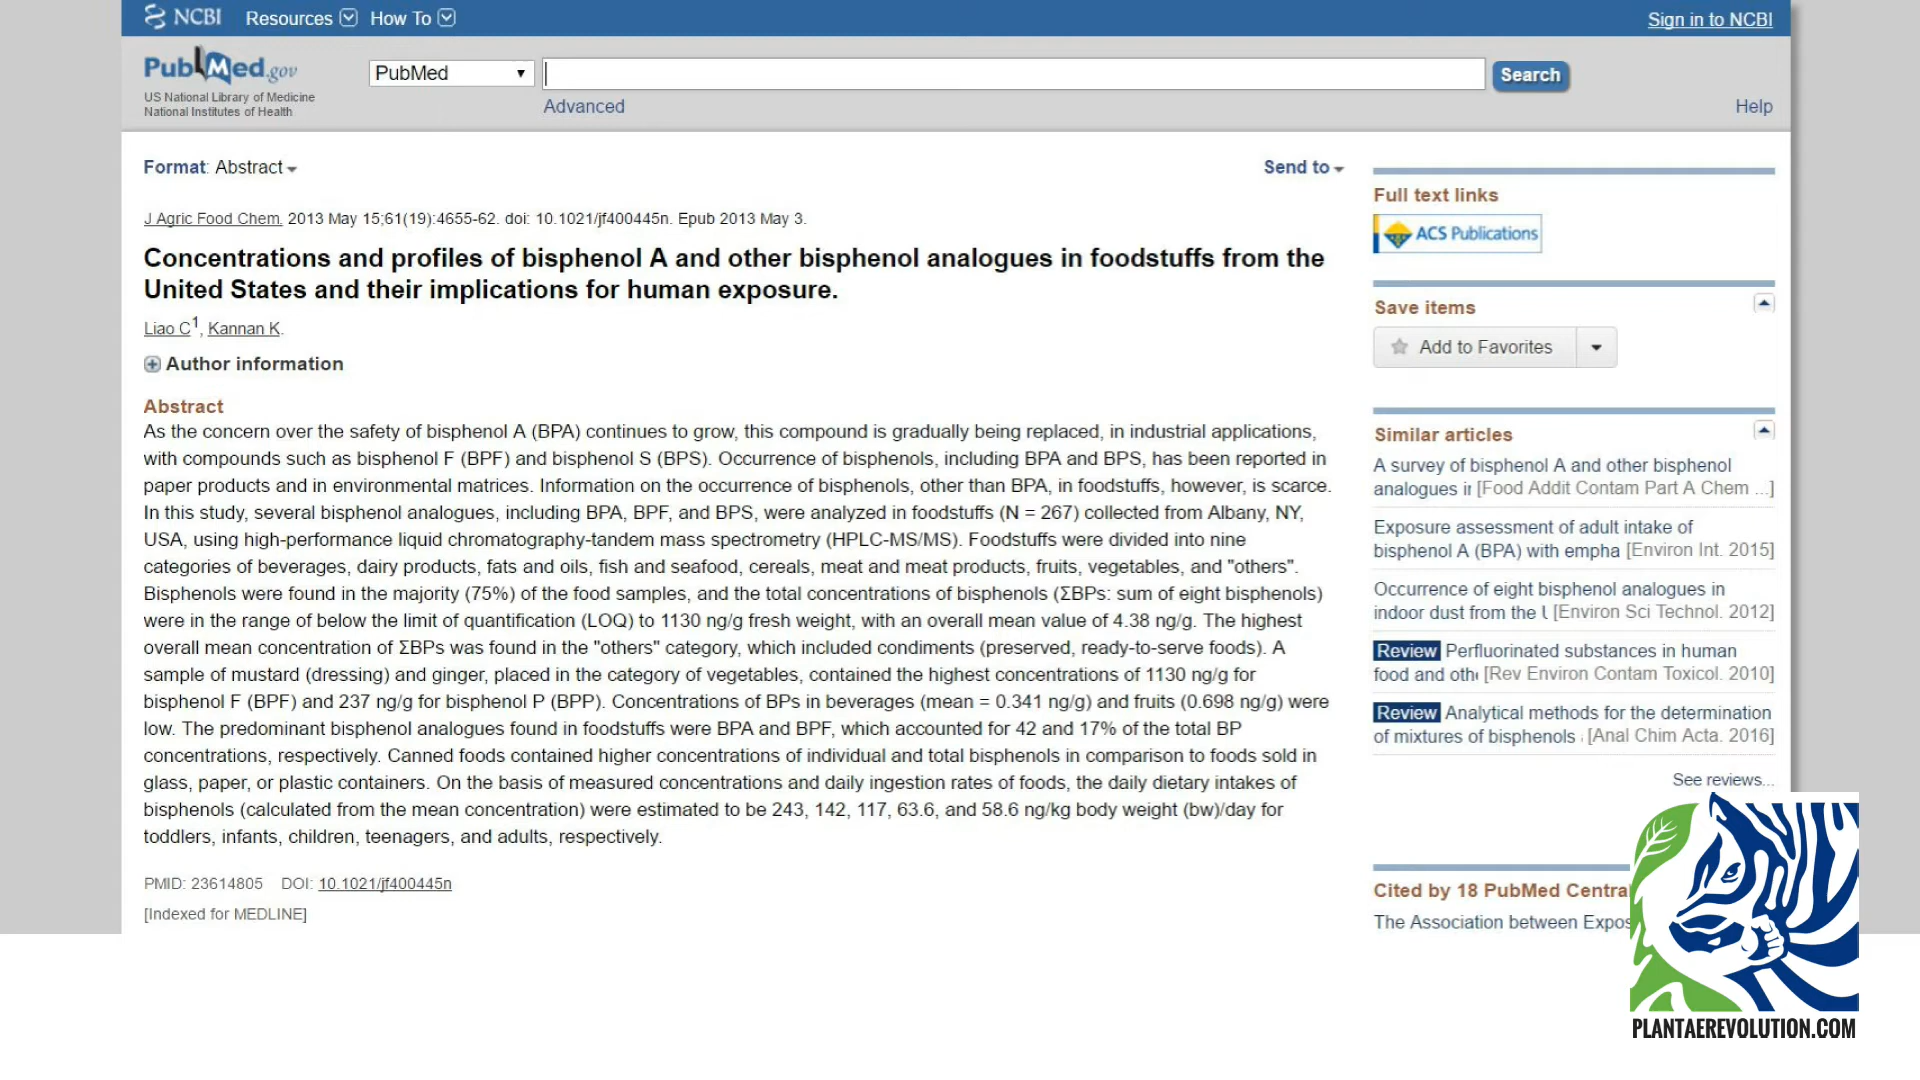 NCBI Resources How To Sign in to NCBI
PubMed.gov
US National Library of Medicine
National Institutes of Health
PubMed
Search
Advanced
Help
Format: Abstract
Send to
J Agric Food Chem. 2013 May 15;61(19):4655-62. doi: 10.1021/jf400445n. Epub 2013 May 3.
Concentrations and profiles of bisphenol A and other bisphenol analogues in foodstuffs from the
United States and their implications for human exposure.
Liao C1, Kannan K.
Author information
Abstract
As the concern over the safety of bisphenol A (BPA) continues to grow, this compound is gradually being replaced, in industrial applications,
with compounds such as bisphenol F (BPF) and bisphenol S (BPS). Occurrence of bisphenols, including BPA and BPS, has been reported in
paper products and in environmental matrices. Information on the occurrence of bisphenols, other than BPA, in foodstuffs, however, is scarce.
In this study, several bisphenol analogues, including BPA, BPF, and BPS, were analyzed in foodstuffs (N = 267) collected from Albany, NY,
USA, using high-performance liquid chromatography-tandem mass spectrometry (HPLC-MS/MS). Foodstuffs were divided into nine
categories of beverages, dairy products, fats and oils, fish and seafood, cereals, meat and meat products, fruits, vegetables, and "others".
Bisphenols were found in the majority (75%) of the food samples, and the total concentrations of bisphenols (ΣBPs: sum of eight bisphenols)
were in the range of below the limit of quantification (LOQ) to 1130 ng/g fresh weight, with an overall mean value of 4.38 ng/g. The highest
overall mean concentration of ΣBPs was found in the "others" category, which included condiments (preserved, ready-to-serve foods). A
sample of mustard (dressing) and ginger, placed in the category of vegetables, contained the highest concentrations of 1130 ng/g for
bisphenol F (BPF) and 237 ng/g for bisphenol P (BPP). Concentrations of BPs in beverages (mean = 0.341 ng/g) and fruits (0.698 ng/g) were
low. The predominant bisphenol analogues found in foodstuffs were BPA and BPF, which accounted for 42 and 17% of the total BP
concentrations, respectively. Canned foods contained higher concentrations of individual and total bisphenols in comparison to foods sold in
glass, paper, or plastic containers. On the basis of measured concentrations and daily ingestion rates of foods, the daily dietary intakes of
bisphenols (calculated from the mean concentration) were estimated to be 243, 142, 117, 63.6, and 58.6 ng/kg body weight (bw)/day for
toddlers, infants, children, teenagers, and adults, respectively.
PMID: 23614805 DOI: 10.1021/jf400445n
[Indexed for MEDLINE]
Full text links
ACS Publications
Save items
Add to Favorites
Similar articles
A survey of bisphenol A and other bisphenol
analogues in [Food Addit Contam Part A Chem ...]
Exposure assessment of adult intake of
bisphenol A (BPA) with empha [Environ Int. 2015]
Occurrence of eight bisphenol analogues in
indoor dust from the U [Environ Sci Technol. 2012]
Review Perfluorinated substances in human
food and othe [Rev Environ Contam Toxicol. 2010]
Review Analytical methods for the determination
of mixtures of bisphenols [Anal Chim Acta. 2016]
See reviews...
Cited by 18 PubMed Centra
The Association between Expos
PLANTAEREVOLUTION.COM